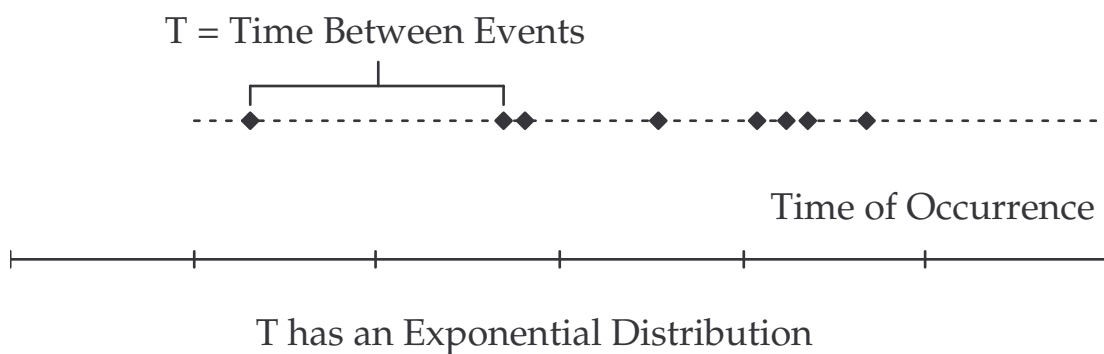 T = Time Between Events
Time of Occurrence
T has an Exponential Distribution